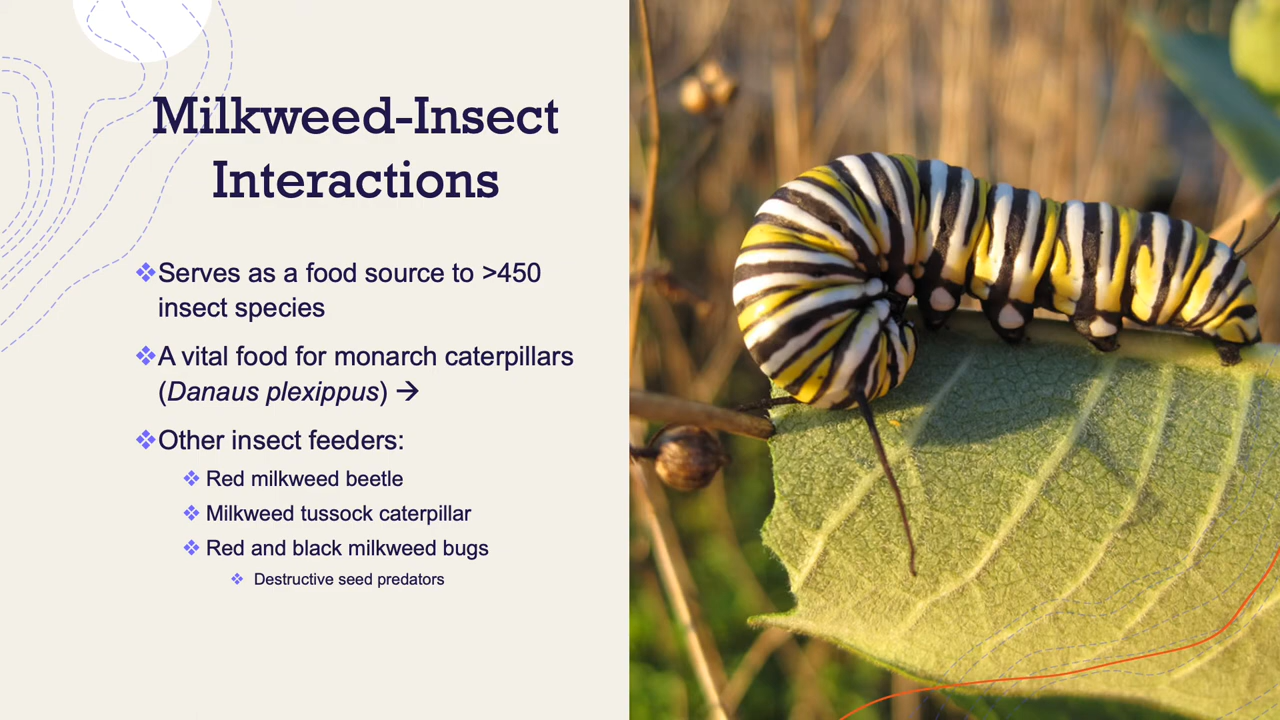 Milkweed-Insect
Interactions
❖Serves as a food source to >450
insect species
❖A vital food for monarch caterpillars
(Danaus plexippus) →
❖Other insect feeders:
❖ Red milkweed beetle
❖ Milkweed tussock caterpillar
❖ Red and black milkweed bugs
❖ Destructive seed predators